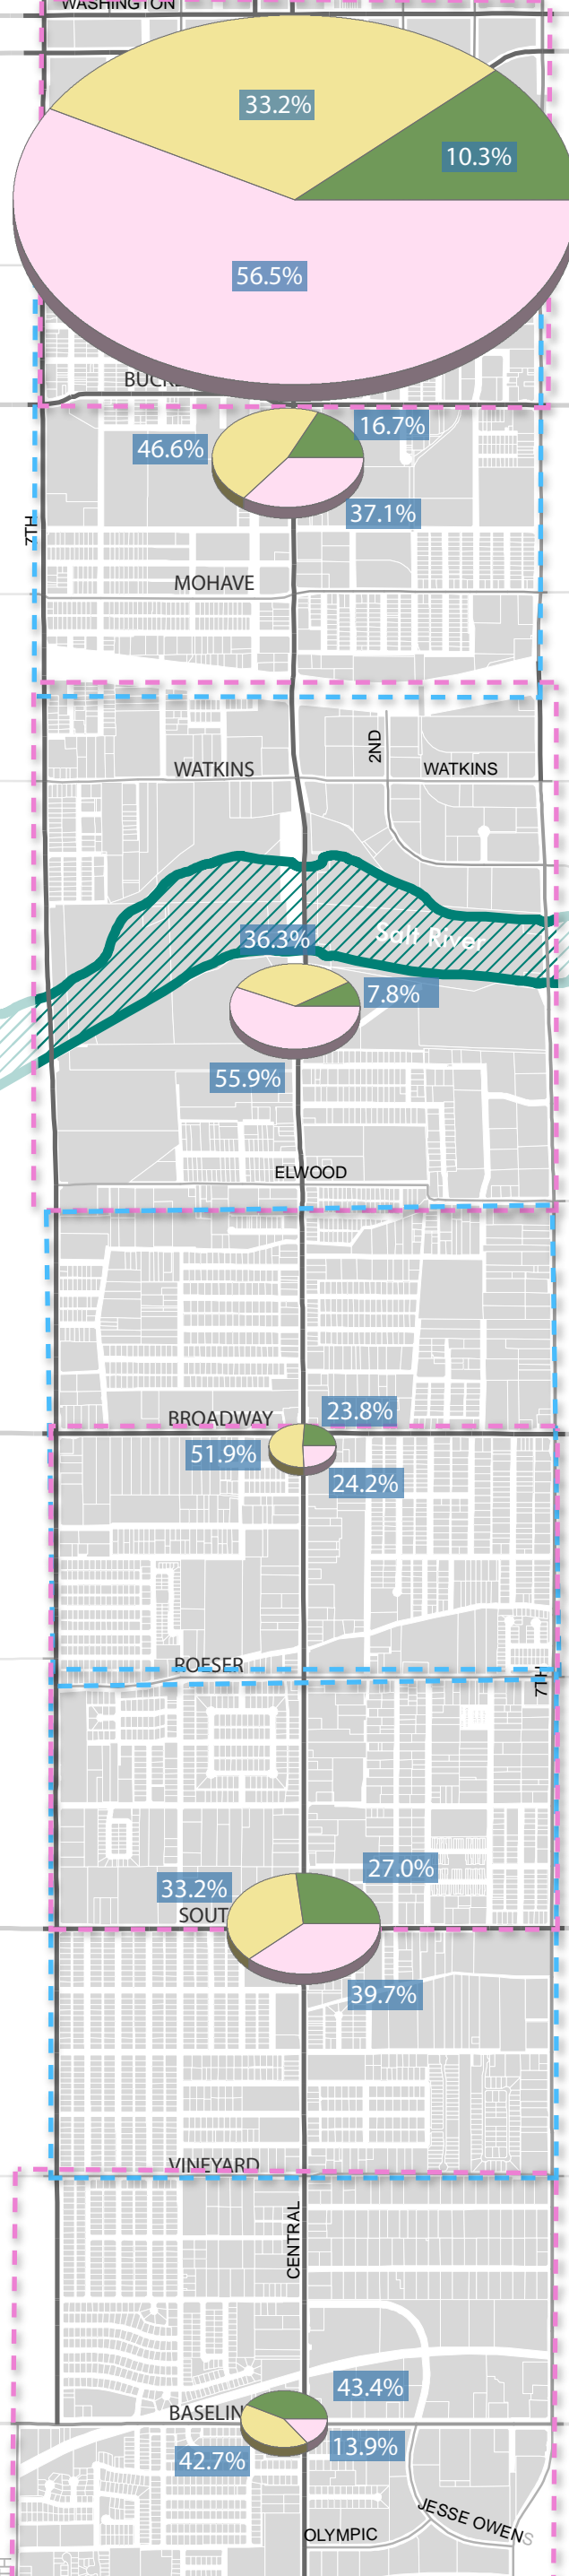 WASHINGTON
33.2%
10.3%
56.5%
16.7%
46.6%
37.1%
7TH
MOHAVE
2ND
WATKINS
WATKINS
Salt River
36.3%
7.8%
55.9%
ELWOOD
23.8%
BROADWAY
51.9%
24.2%
ROESER
7TH
27.0%
33.2%
SOUT
39.7%
VINEYARD
CENTRAL
43.4%
BASELIN
13.9%
42.7%
JESSE OWENS
OLYMPIC